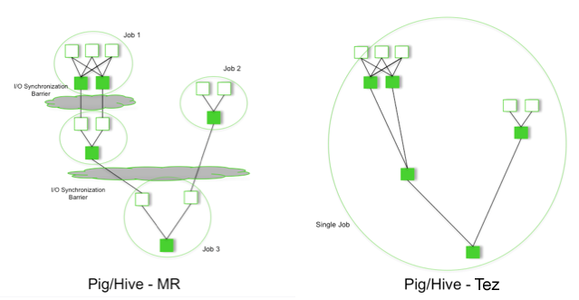 Job 1
Job 2
I/O Synchronization
Barrier
I/O Synchronization
Barrier
Job 3
Pig/Hive - MR
Single Job
Pig/Hive - Tez